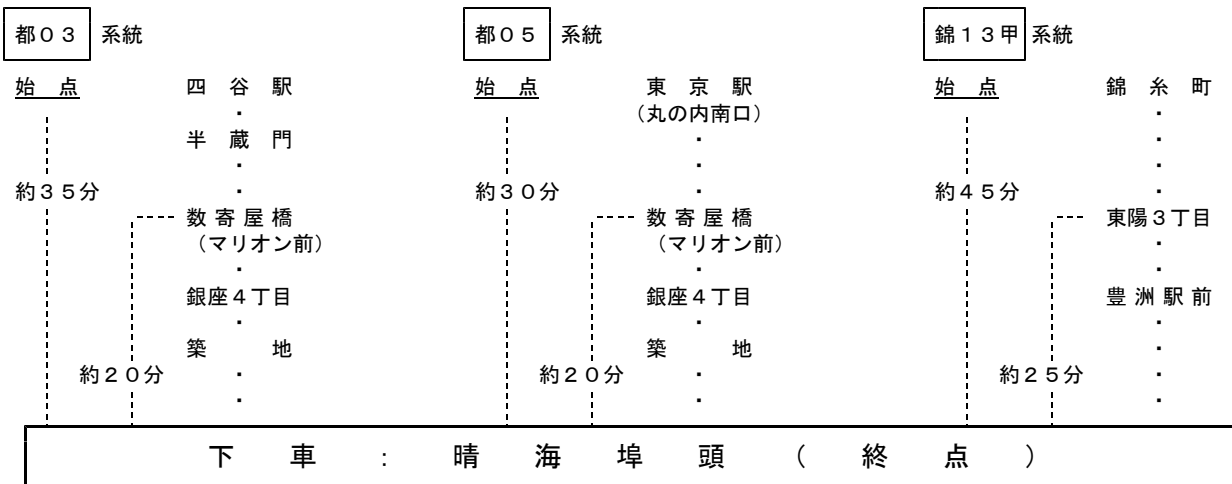 都０３ 系統
始　点
四　谷　駅
・
半　蔵　門
・
・
約３５分
数 寄 屋 橋
（マリオン前）
・
銀座４丁目
・
築　　　地
約２０分
・
・
都０５ 系統
始　点
東　京　駅
（丸の内南口）
・
・
・
約３０分
数 寄 屋 橋
（マリオン前）
・
銀座４丁目
・
築　　　地
約２０分
・
・
錦１３甲 系統
始　点
錦　糸　町
・
・
・
・
約４５分
東陽３丁目
・
・
豊 洲 駅 前
・
・
約２５分
・
・
下　車　：　晴　海　埠　頭　（　終　点　）